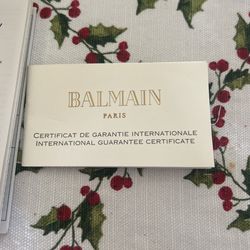 BALMAIN
PARIS
CERTIFICAT DE GARANTIE INTERNATIONALE
INTERNATIONAL GUARANTEE CERTIFICATE